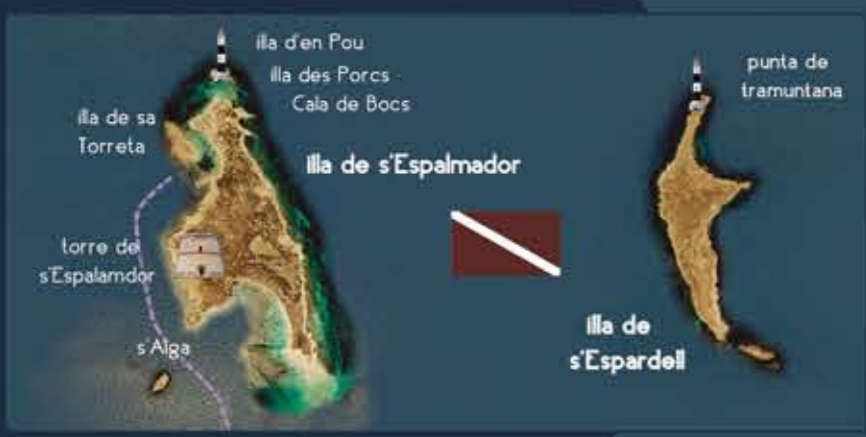 illa d'en Pou
illa des Porcs
Cala de Bocs
illa de sa
Torreta
illa de s'Espalmador
torre de
s'Espalamdor
s'Alga
punta de
tramuntana
illa de
s'Espardell